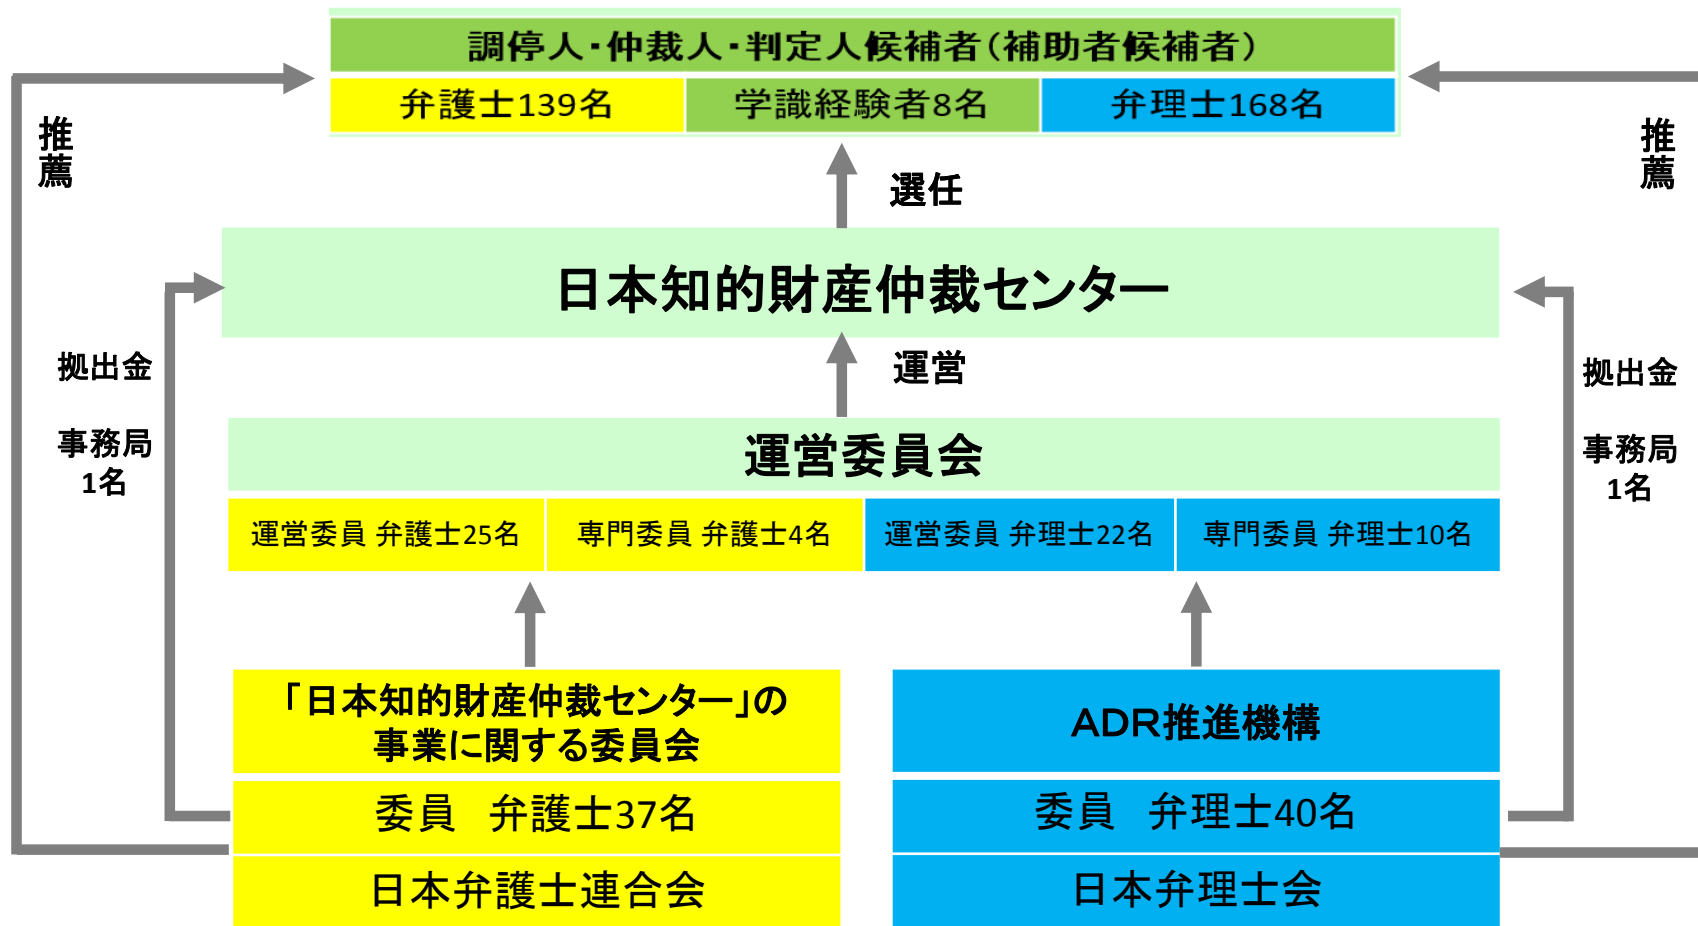 調停人・仲裁人・判定人候補者(補助者候補者)
弁護士139名
学識経験者8名
弁理士168名
推薦
推薦
選任
日本知的財産仲裁センター
運営
拠出金
事務局
1名
拠出金
事務局
1名
運営委員会
運営委員 弁護士25名
専門委員 弁護士4名
運営委員 弁理士22名
専門委員 弁理士10名
「日本知的財産仲裁センター」の
事業に関する委員会
委員　弁護士37名
日本弁護士連合会
ADR推進機構
委員　弁理士40名
日本弁理士会